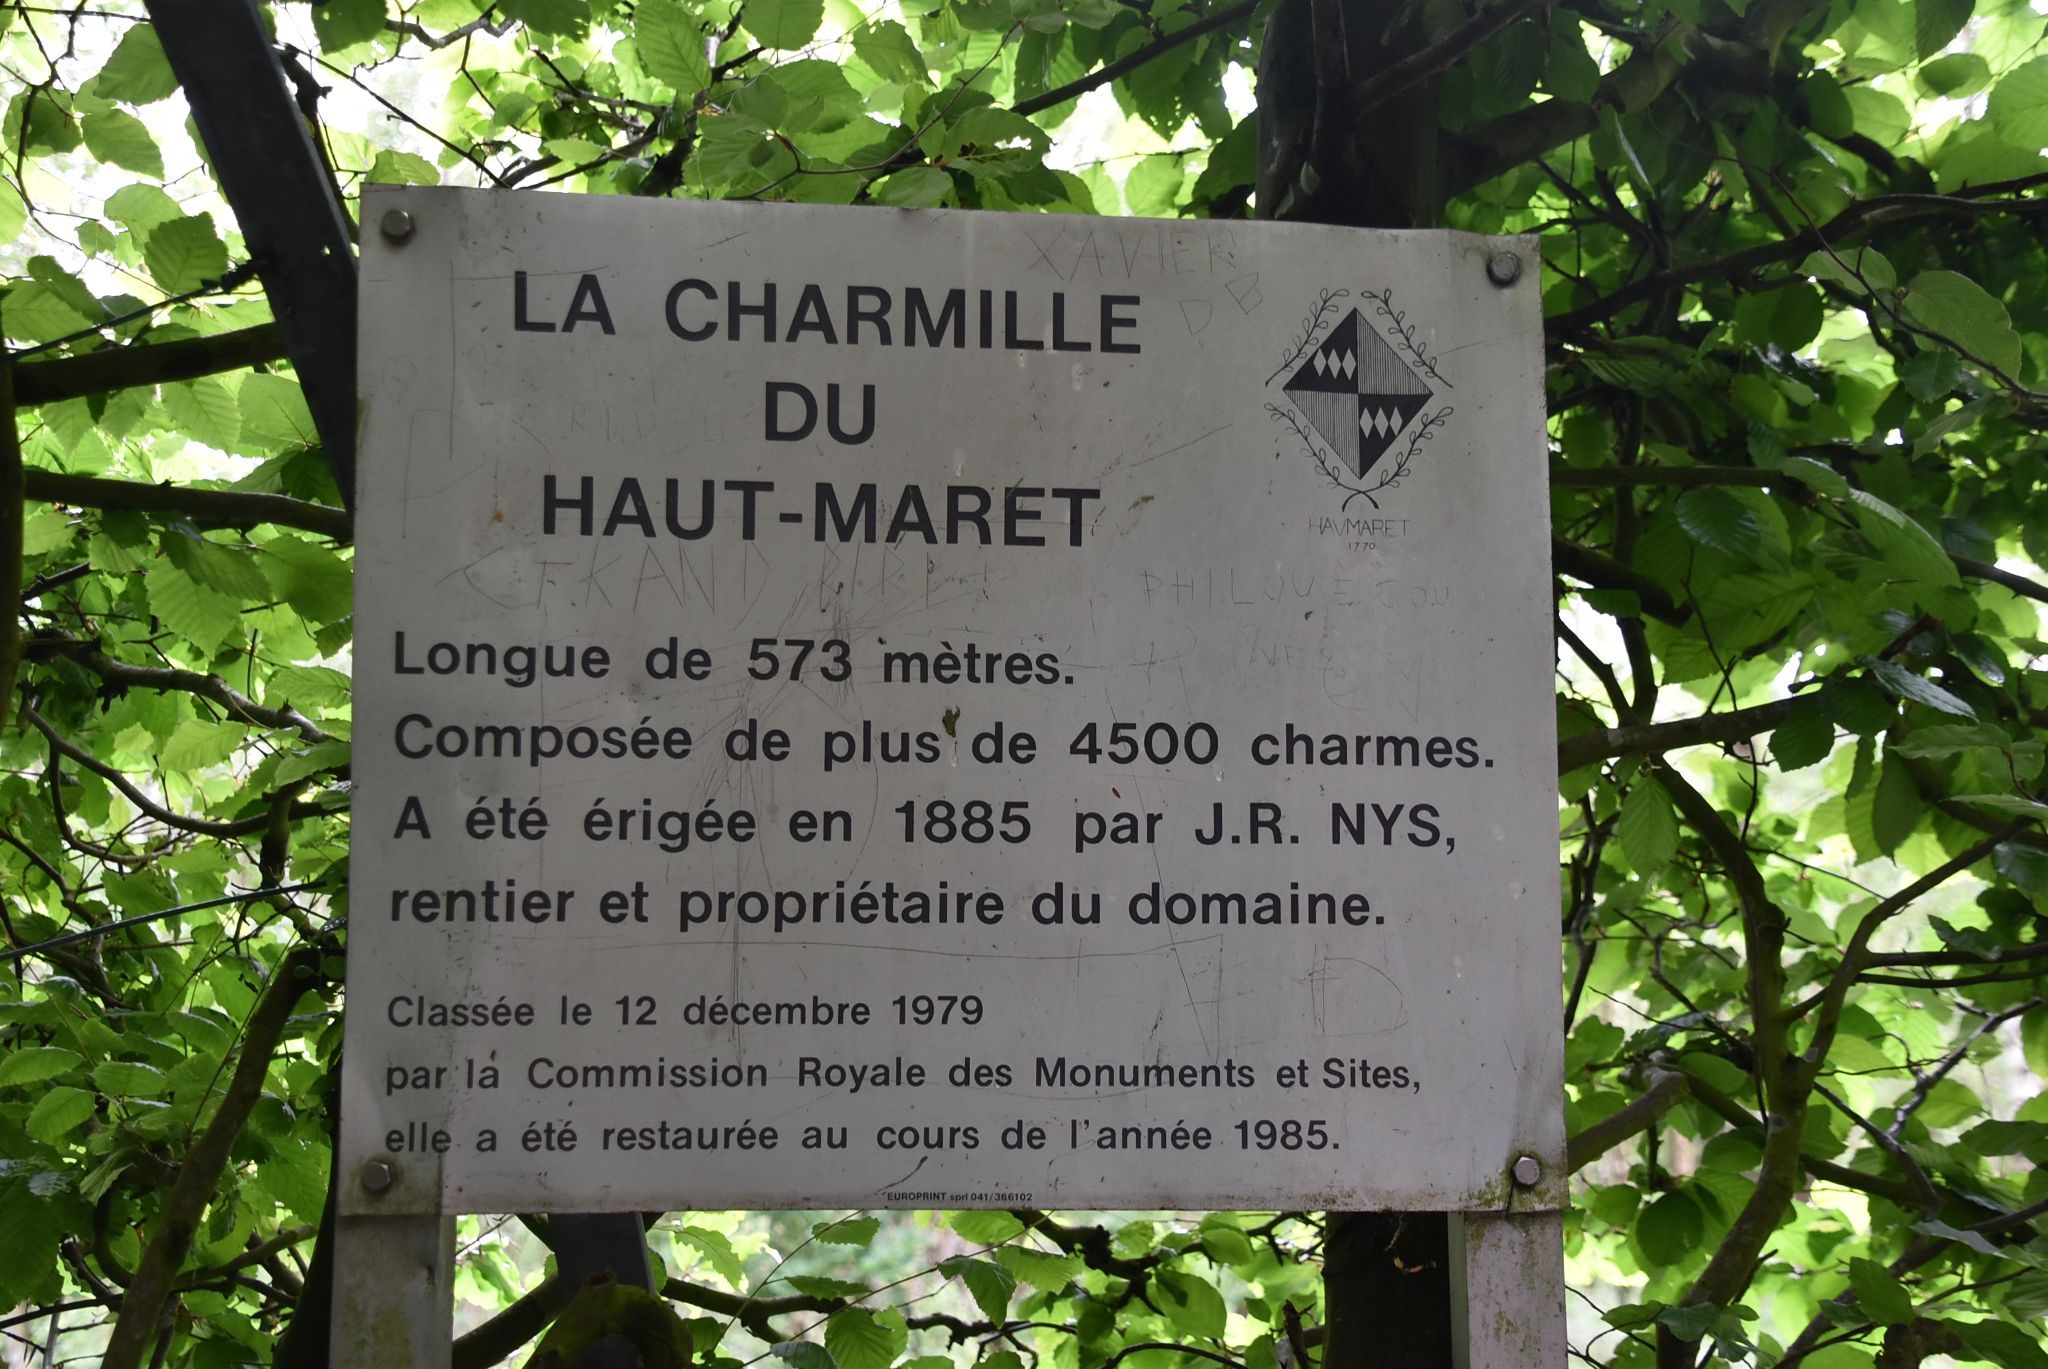 LA CHARMILLE
DU
HAUT-MARET
XAVIER
DB
HAVMARET
1770
Longue de 573 mètres.
Composée de plus de 4500 charmes.
A été érigée en 1885 par J.R. NYS,
rentier et propriétaire du domaine.
Classée le 12 décembre 1979
par la Commission Royale des Monuments et Sites,
elle a été restaurée au cours de l'année 1985.
EUROPRINT sprl 041/366102